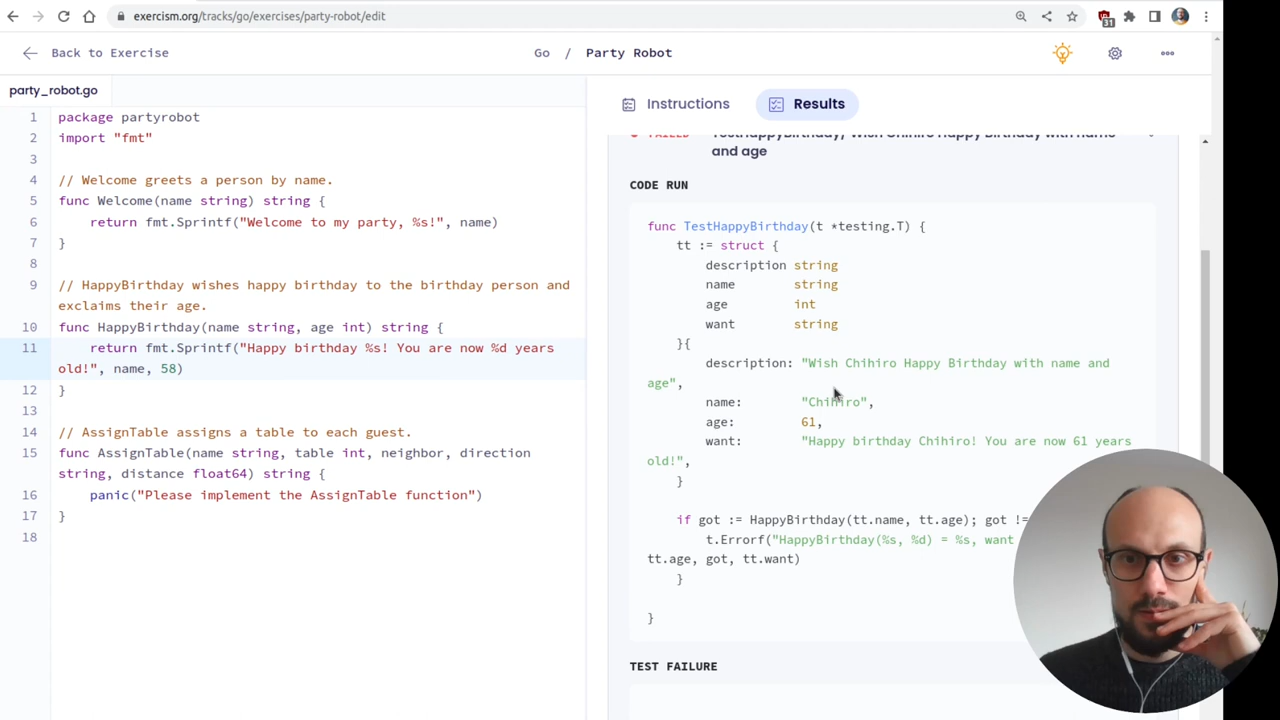 exercism.org/tracks/go/exercises/party-robot/edit
31
Back to Exercise
Go / Party Robot
party_robot.go
1 package partyrobot
2 import "fmt"
3
4 // Welcome greets a person by name.
5 func Welcome(name string) string {
6 return fmt.Sprintf("Welcome to my party, %s!", name)
7 }
8
9 // HappyBirthday wishes happy birthday to the birthday person and
exclaims their age.
10 func HappyBirthday(name string, age int) string {
11 return fmt.Sprintf("Happy birthday %s! You are now %d years
old!", name, 58)
12 }
13
14 // AssignTable assigns a table to each guest.
15 func AssignTable(name string, table int, neighbor, direction
string, distance float64) string {
16 panic("Please implement the AssignTable function")
17 }
18
Instructions
Results
FAILED TestHappyBirthday/ Wish Chihiro Happy Birthday with name
and age
CODE RUN
func TestHappyBirthday(t *testing.T) {
tt := struct {
description string
name string
age int
want string
}{
description: "Wish Chihiro Happy Birthday with name and
age",
name: "Chihiro",
age: 61,
want: "Happy birthday Chihiro! You are now 61 years
old!",
}
if got := HappyBirthday(tt.name, tt.age); got !=
t.Errorf("HappyBirthday(%s, %d) = %s, want
tt.age, got, tt.want)
}
}
TEST FAILURE